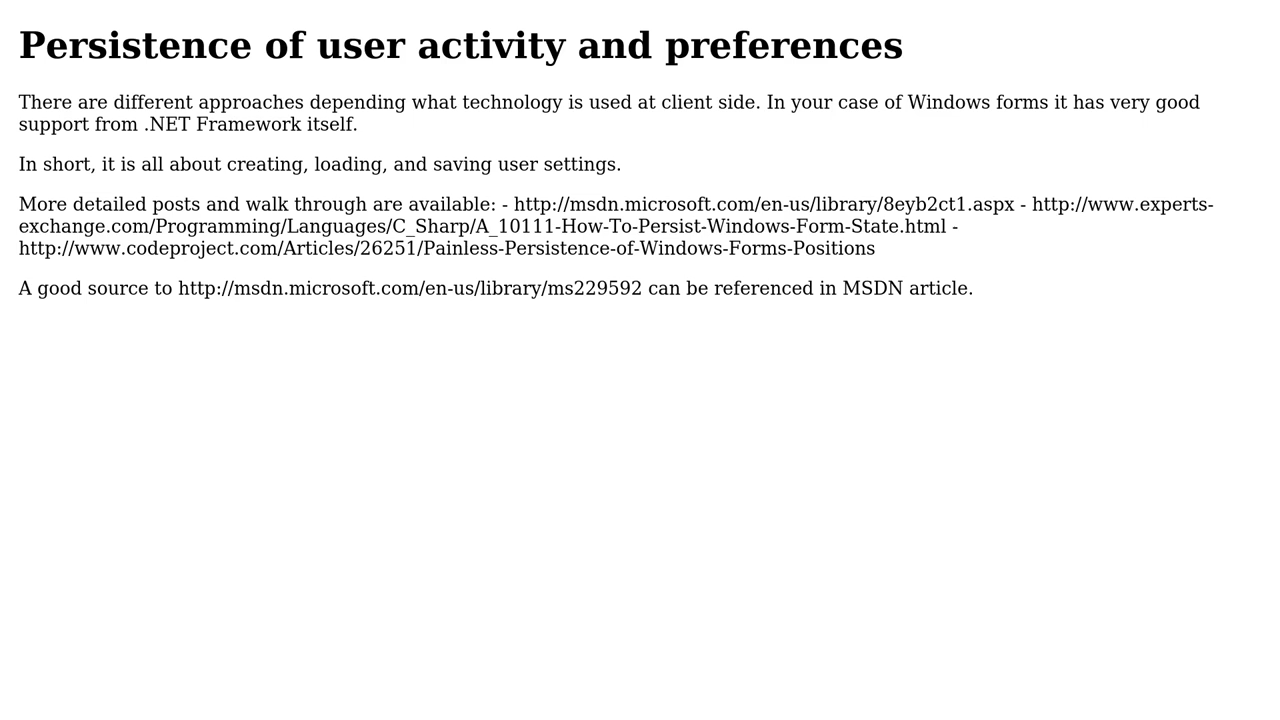 Persistence of user activity and preferences
There are different approaches depending what technology is used at client side. In your case of Windows forms it has very good
support from .NET Framework itself.
In short, it is all about creating, loading, and saving user settings.
More detailed posts and walk through are available: - http://msdn.microsoft.com/en-us/library/8eyb2ct1.aspx - http://www.experts-
exchange.com/Programming/Languages/C_Sharp/A_10111-How-To-Persist-Windows-Form-State.html -
http://www.codeproject.com/Articles/26251/Painless-Persistence-of-Windows-Forms-Positions
A good source to http://msdn.microsoft.com/en-us/library/ms229592 can be referenced in MSDN article.